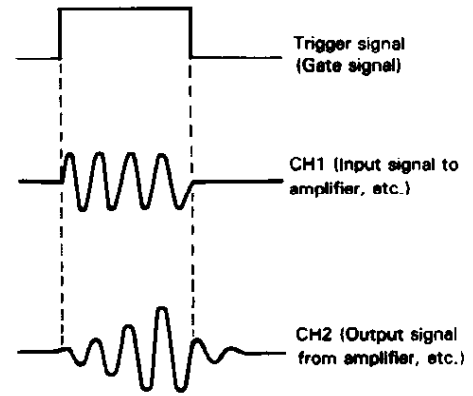 Trigger signal
(Gate signal)
CH1 (Input signal to
amplifier, etc.)
CH2 (Output signal
from amplifier, etc.)